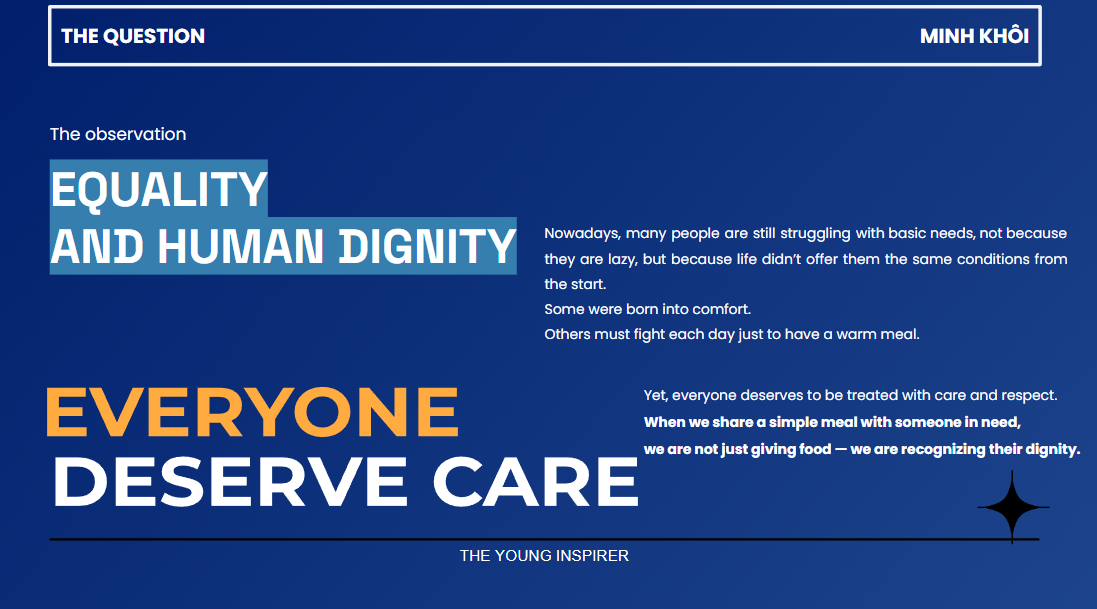 THE QUESTION
MINH KHÔI
The observation
EQUALITY
AND HUMAN DIGNITY
Nowadays, many people are still struggling with basic needs, not because
they are lazy, but because life didn’t offer them the same conditions from
the start.
Some were born into comfort.
Others must fight each day just to have a warm meal.
EVERYONE
DESERVE CARE
Yet, everyone deserves to be treated with care and respect.
When we share a simple meal with someone in need,
we are not just giving food — we are recognizing their dignity.
THE YOUNG INSPIRER